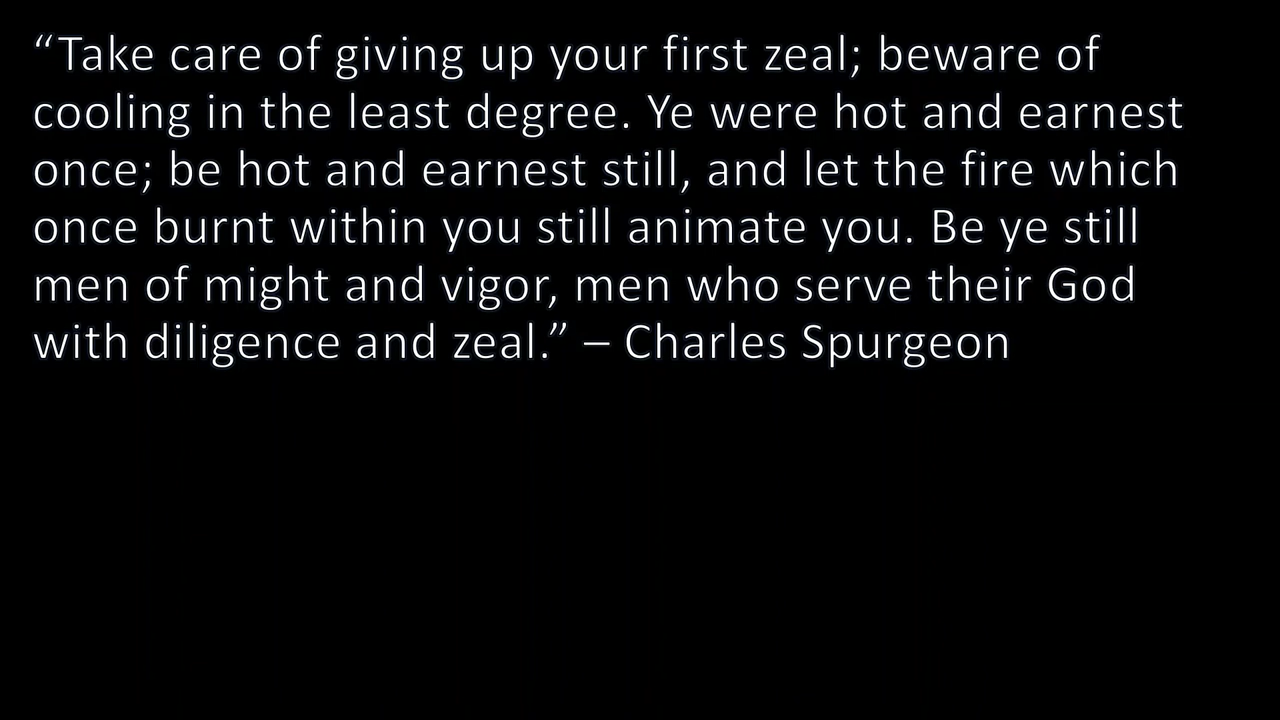 “Take care of giving up your first zeal; beware of
cooling in the least degree. Ye were hot and earnest
once; be hot and earnest still, and let the fire which
once burnt within you still animate you. Be ye still
men of might and vigor, men who serve their God
with diligence and zeal.” – Charles Spurgeon